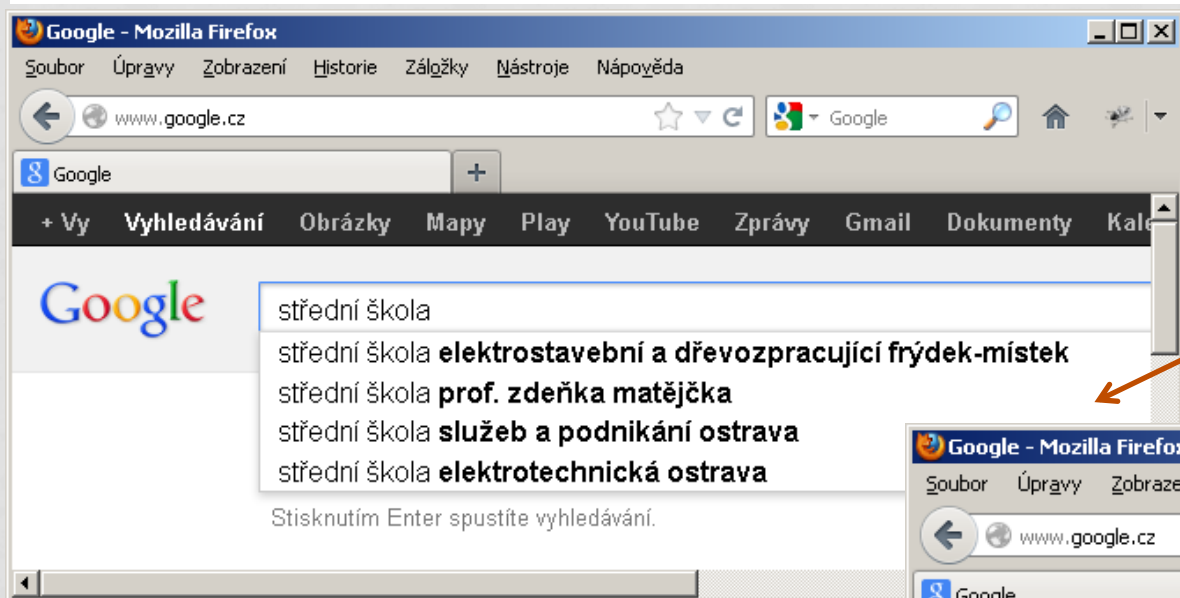 Google - Mozilla Firefox
Soubor Úpravy Zobrazení Historie Záložky Nástroje Nápověda
www.google.cz Google
Google
+ Vy Vyhledávání Obrázky Mapy Play YouTube Zprávy Gmail Dokumenty Kale
Google střední škola
střední škola elektrostavební a dřevozpracující frýdek-místek
střední škola prof. zdeňka matějčka
střední škola služeb a podnikání ostrava
střední škola elektrotechnická ostrava
Stisknutím Enter spustíte vyhledávání.
Google - Mozilla Firefox
Soubor Úpravy Zobraze
www.google.cz
Google